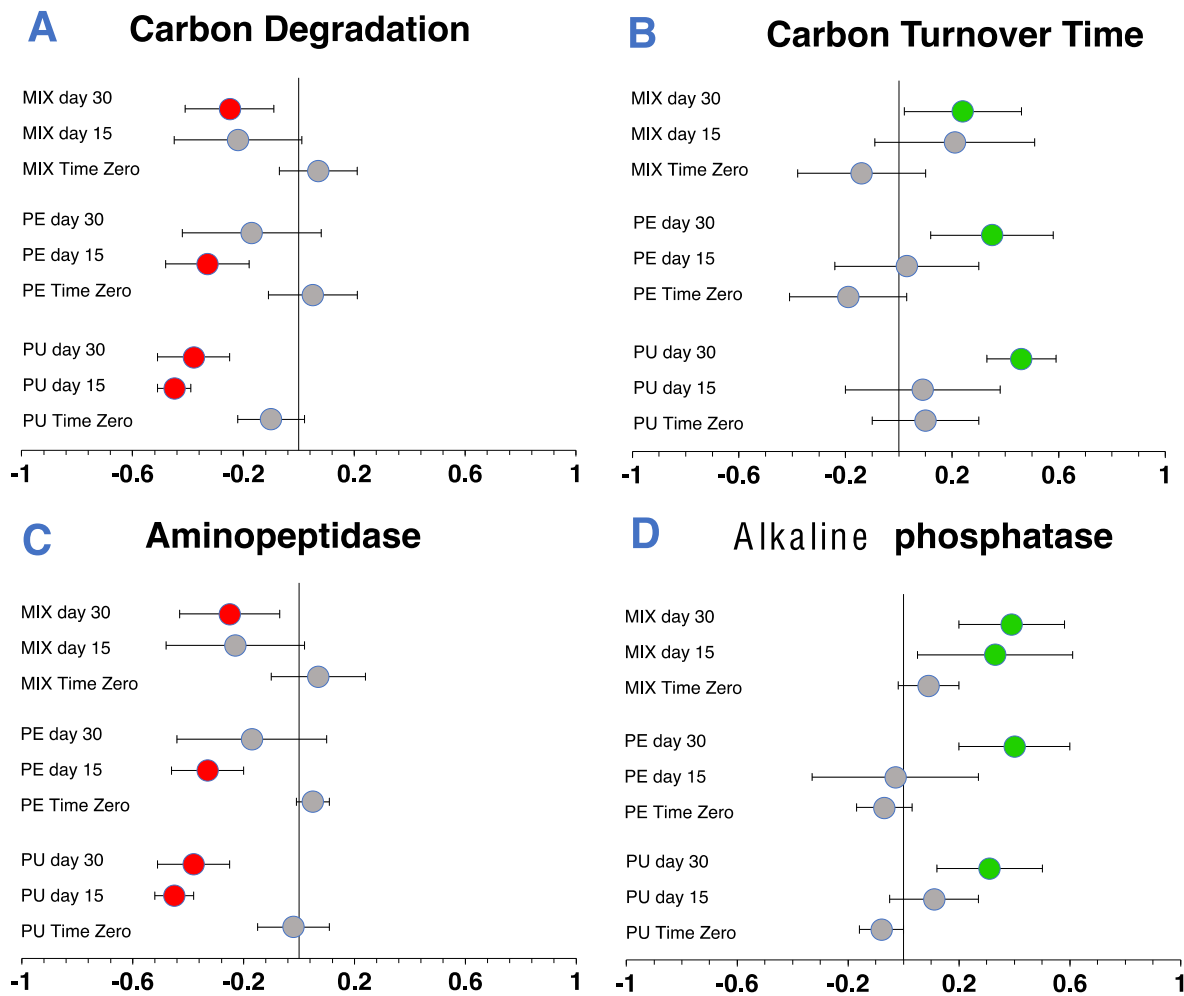 A Carbon Degradation
MIX day 30
MIX day 15
MIX Time Zero
PE day 30
PE day 15
PE Time Zero
PU day 30
PU day 15
PU Time Zero
-1 -0.6 -0.2 0.2 0.6 1
B Carbon Turnover Time
MIX day 30
MIX day 15
MIX Time Zero
PE day 30
PE day 15
PE Time Zero
PU day 30
PU day 15
PU Time Zero
-1 -0.6 -0.2 0.2 0.6 1
C Aminopeptidase
MIX day 30
MIX day 15
MIX Time Zero
PE day 30
PE day 15
PE Time Zero
PU day 30
PU day 15
PU Time Zero
-1 -0.6 -0.2 0.2 0.6 1
D Alkaline phosphatase
MIX day 30
MIX day 15
MIX Time Zero
PE day 30
PE day 15
PE Time Zero
PU day 30
PU day 15
PU Time Zero
-1 -0.6 -0.2 0.2 0.6 1